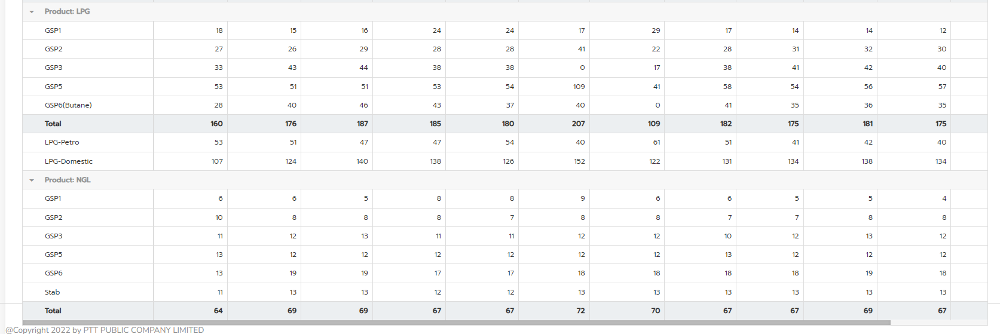 Product: LPG
GSP1 18 15 16 24 24 17 29 17 14 14 12
GSP2 27 26 29 28 28 41 22 28 31 32 30
GSP3 33 43 44 38 38 0 17 38 41 42 40
GSP5 53 51 51 53 54 109 41 58 54 56 57
GSP6(Butane) 28 40 46 43 37 40 0 41 35 36 35
Total 160 176 187 185 180 207 109 182 175 181 175
LPG-Petro 53 51 47 47 54 40 61 51 41 42 40
LPG-Domestic 107 124 140 138 126 152 122 131 134 138 134
Product: NGL
GSP1 6 6 5 8 8 9 6 6 5 5 4
GSP2 10 8 8 8 7 8 8 7 7 8 8
GSP3 11 12 13 11 11 12 12 10 12 13 12
GSP5 13 12 12 12 12 12 12 13 12 12 12
GSP6 13 19 19 17 17 18 18 18 18 19 18
Stab 11 13 13 12 12 13 13 13 13 13 13
Total 64 69 69 67 67 72 70 67 67 69 67
@Copyright 2022 by PTT PUBLIC COMPANY LIMITED